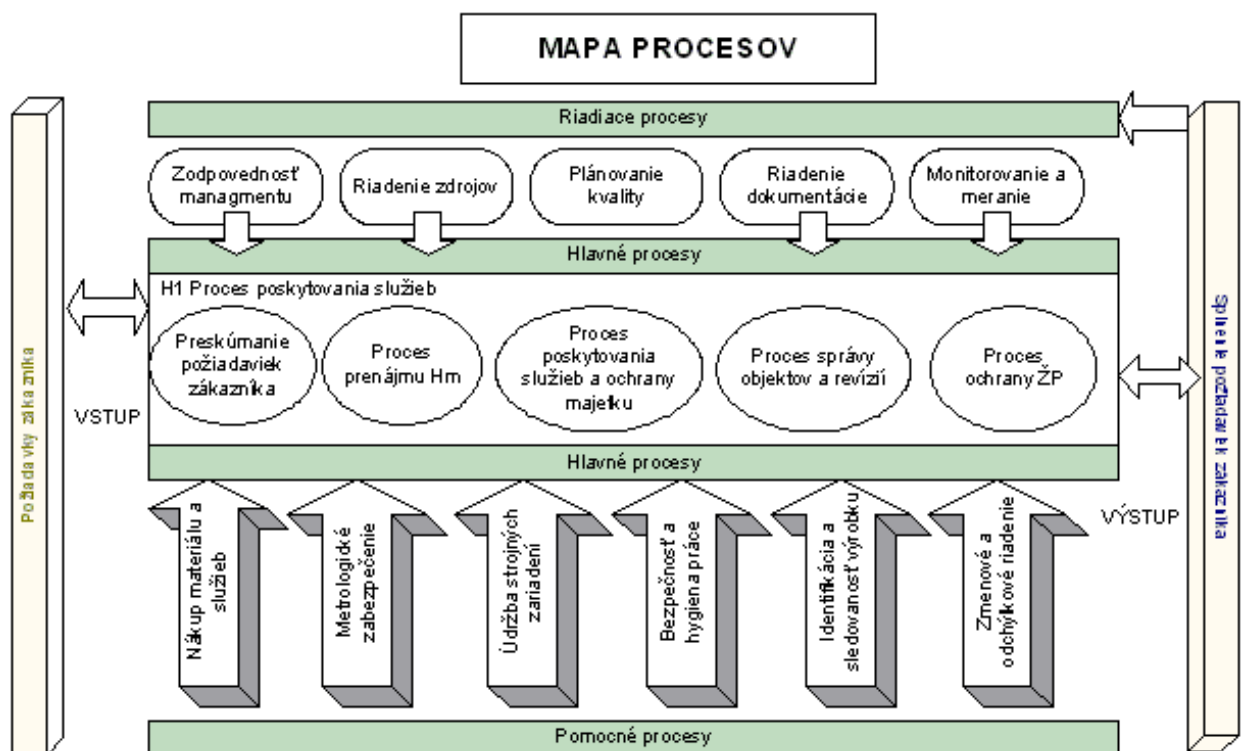 MAPA PROCESOV
Riadiace procesy
Zodpovednosť
managmentu
Riadenie zdrojov
Plánovanie
kvality
Riadenie
dokumentácie
Monitorovanie a
meranie
Hlavné procesy
H1 Proces poskytovania služieb
Preskúmanie
požiadaviek
zákazníka
Proces
prenájmu Hm
Proces
poskytovania
služieb a ochrany
majetku
Proces správy
objektov a revízií
Proces
ochrany ŽP
Hlavné procesy
VSTUP
VÝSTUP
Požiadavky zákazníka
Splnenie požiadaviek zákazníka
Nákup materiálu a
služieb
Metrologické
zabezpečenie
Údržba strojných
zariadení
Bezpečnosť a
hygiena práce
Identifikácia a
sledovanosť výrobku
Zmenové a
odchýlkové riadenie
Pomocné procesy